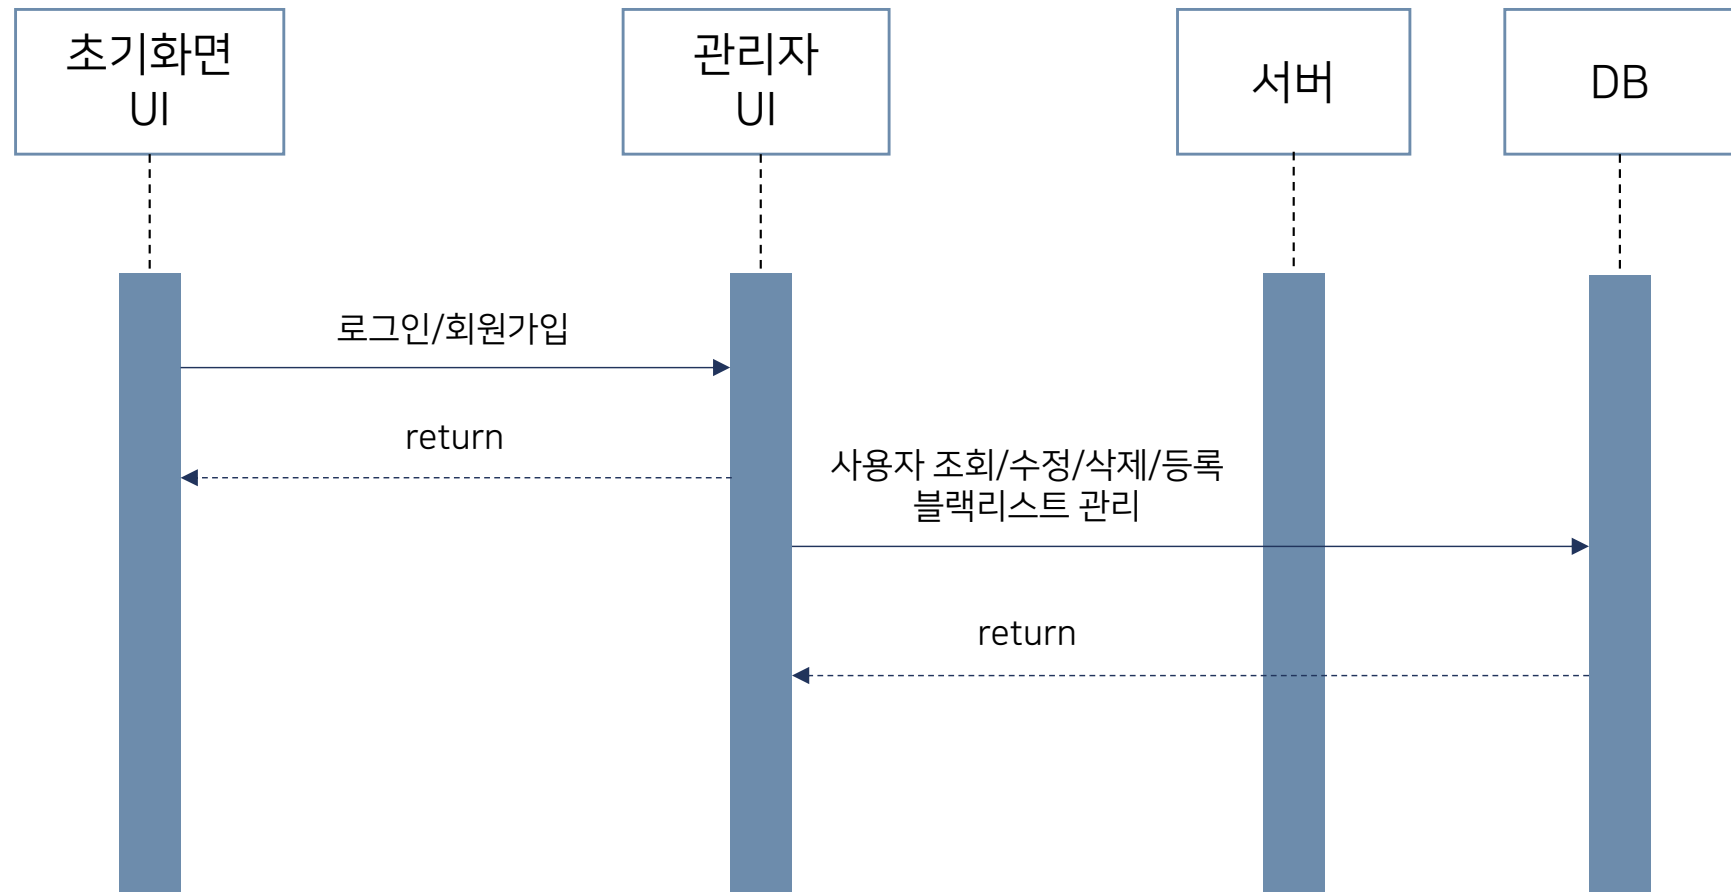 초기화면
UI
관리자
UI
서버
DB
로그인/회원가입
return
사용자 조회/수정/삭제/등록
블랙리스트 관리
return